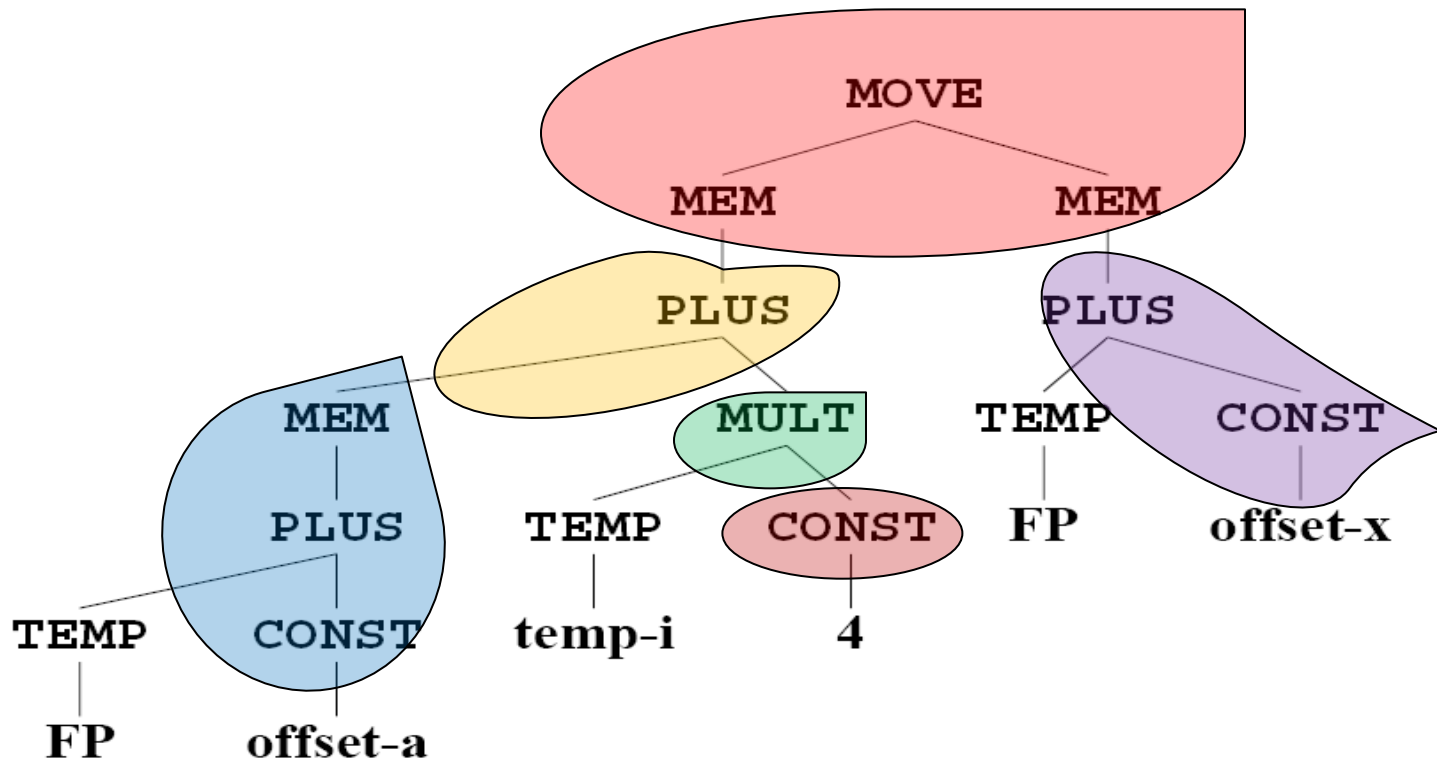 MOVE
MEM MEM
PLUS PLUS
MEM MULT TEMP CONST
PLUS TEMP CONST FP offset-x
TEMP CONST temp-i 4
FP offset-a